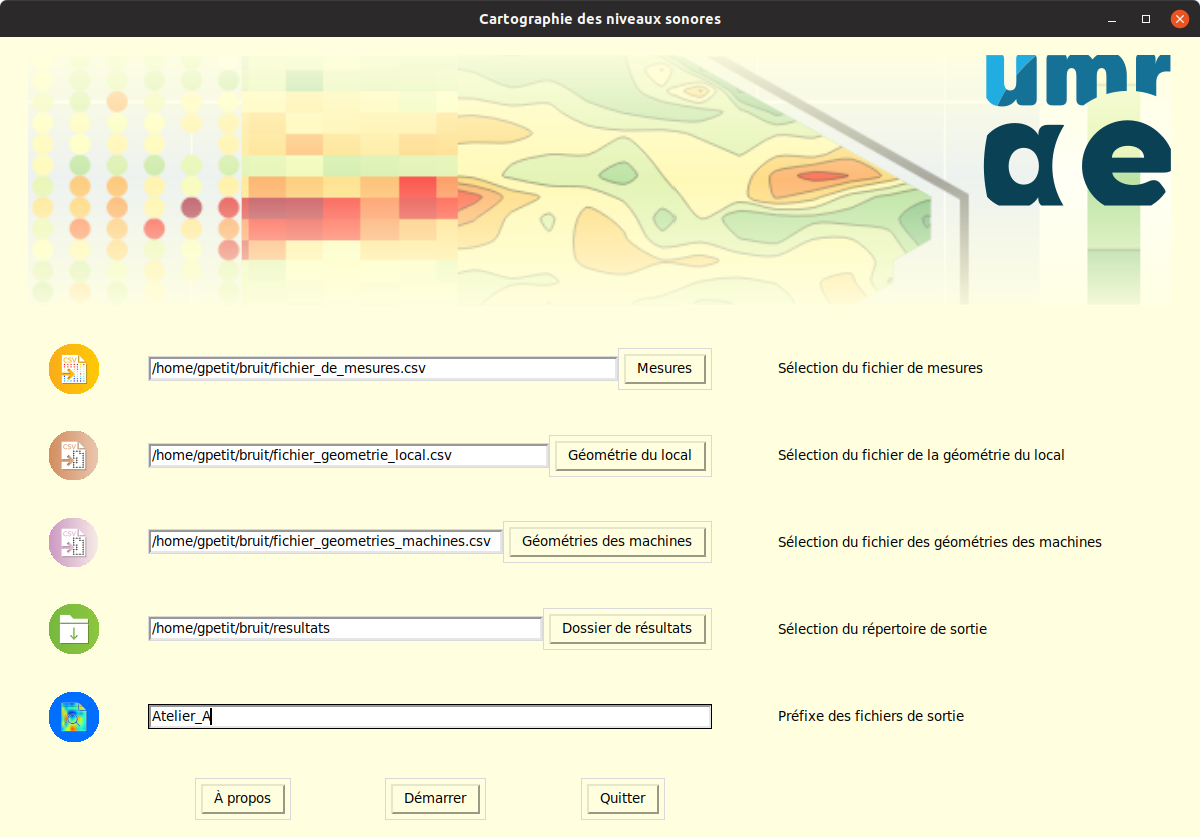 Cartographie des niveaux sonores
umr
ae
CSV
/home/gpetit/bruit/fichier_de_mesures.csv
Mesures
Sélection du fichier de mesures
CSV
/home/gpetit/bruit/fichier_geometrie_local.csv
Géométrie du local
Sélection du fichier de la géométrie du local
CSV
/home/gpetit/bruit/fichier_geometries_machines.csv
Géométries des machines
Sélection du fichier des géométries des machines
/home/gpetit/bruit/resultats
Dossier de résultats
Sélection du répertoire de sortie
Atelier_A
Préfixe des fichiers de sortie
À propos
Démarrer
Quitter